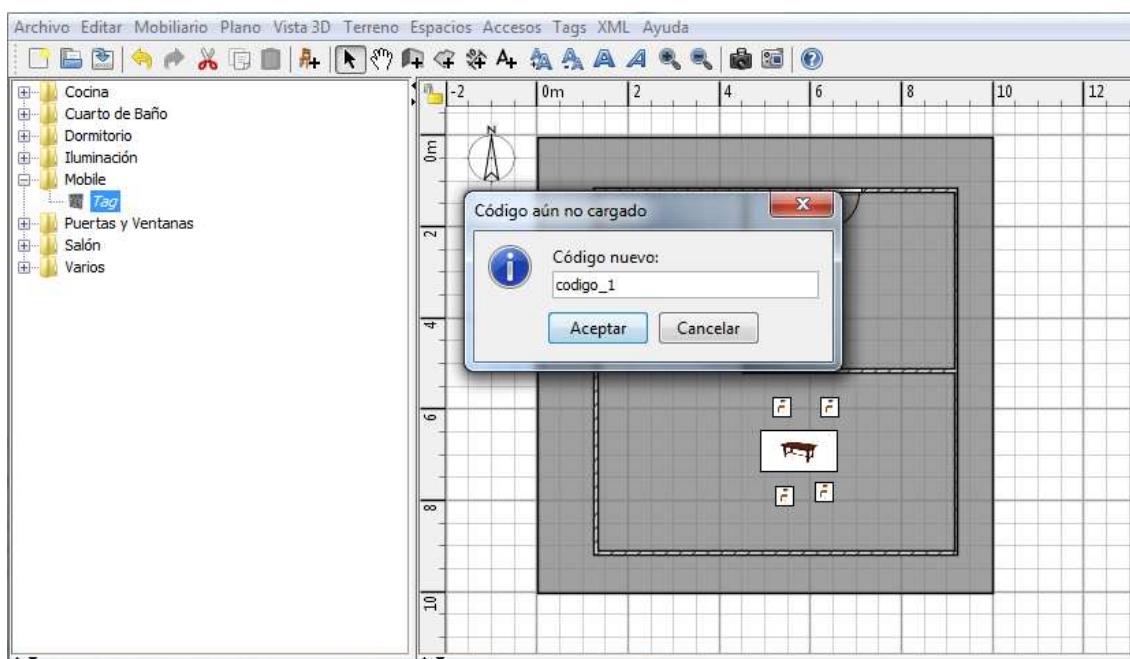 Archivo Editar Mobiliario Plano Vista 3D Terreno Espacios Accesos Tags XML Ayuda
Cocina
Cuarto de Baño
Dormitorio
Iluminación
Mobile
Tag
Puertas y Ventanas
Salón
Varios
-2 0m 2 4 6 8 10 12
N
0m
2
4
6
8
10
Código aún no cargado
Código nuevo:
codigo_1
Aceptar Cancelar